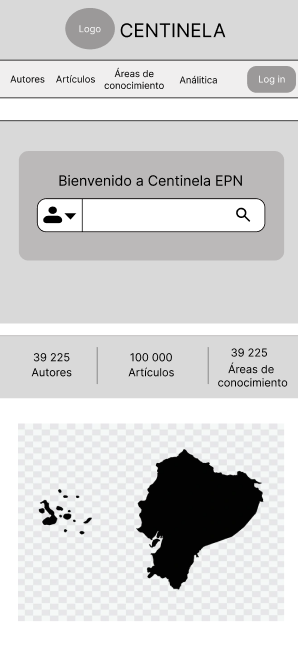 Logo
CENTINELA
Autores
Artículos
Áreas de
conocimiento
Análitica
Log in
Bienvenido a Centinela EPN
39 225
Autores
100 000
Artículos
39 225
Áreas de
conocimiento